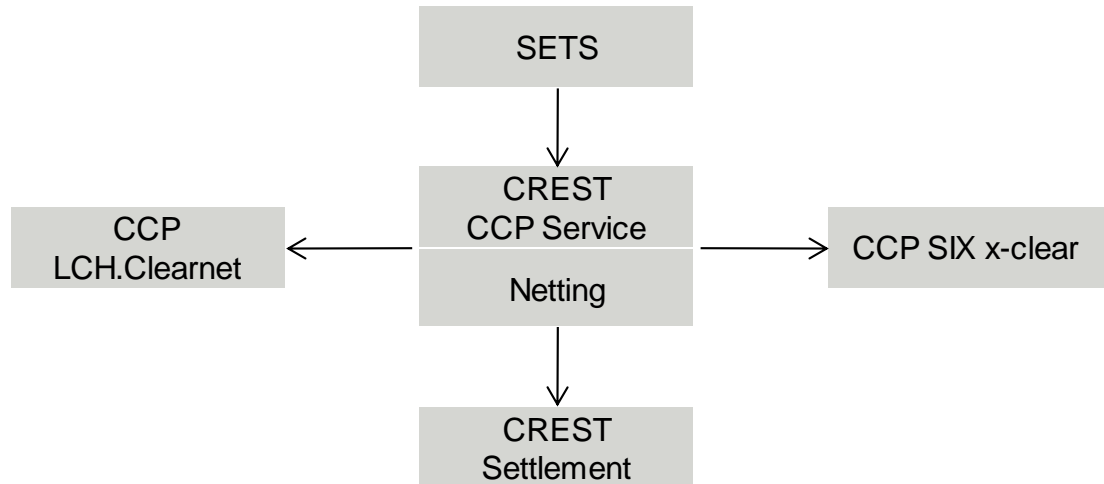 SETS
CREST
CCP Service
CCP
LCH.Clearnet
CCP SIX x-clear
Netting
CREST
Settlement